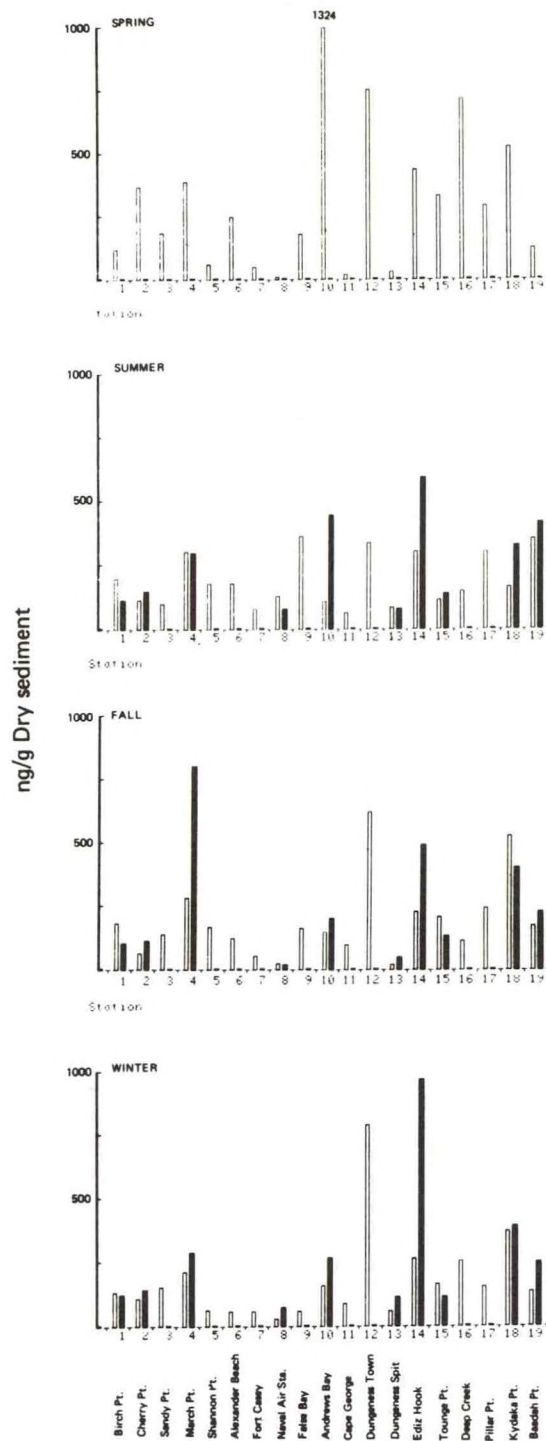 1324
1000 SPRING
500
1 2 3 4 5 6 7 8 9 10 11 12 13 14 15 16 17 18 19
tation
1000 SUMMER
500
1 2 3 4 5 6 7 8 9 10 11 12 13 14 15 16 17 18 19
Station
ng/g Dry sediment
1000 FALL
500
1 2 3 4 5 6 7 8 9 10 11 12 13 14 15 16 17 18 19
Station
1000 WINTER
500
1 2 3 4 5 6 7 8 9 10 11 12 13 14 15 16 17 18 19
Birch Pt.
Cherry Pt.
Sandy Pt.
March Pt.
Shannon Pt.
Alexander Beach
Fort Casey
Naval Air Sta.
False Bay
Andrews Bay
Cape George
Dungeness Town
Dungeness Spit
Ediz Hook
Tounge Pt.
Deep Creek
Pillar Pt.
Kydaka Pt.
Baadah Pt.